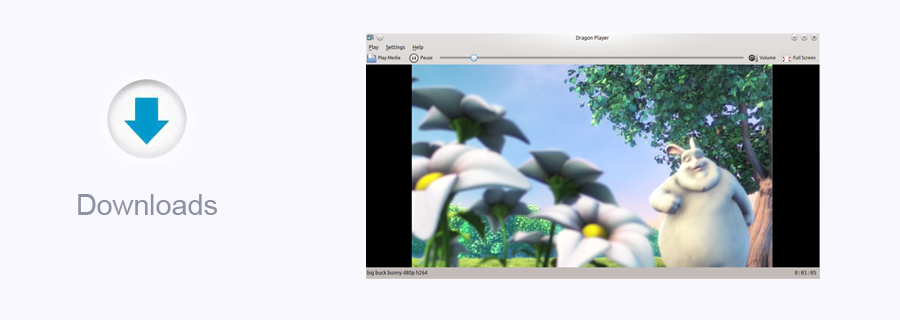 Downloads
Dragon Player
Play Settings Help
Play Media Pause Volume Full Screen
big buck bunny 480p h264 0:01:05